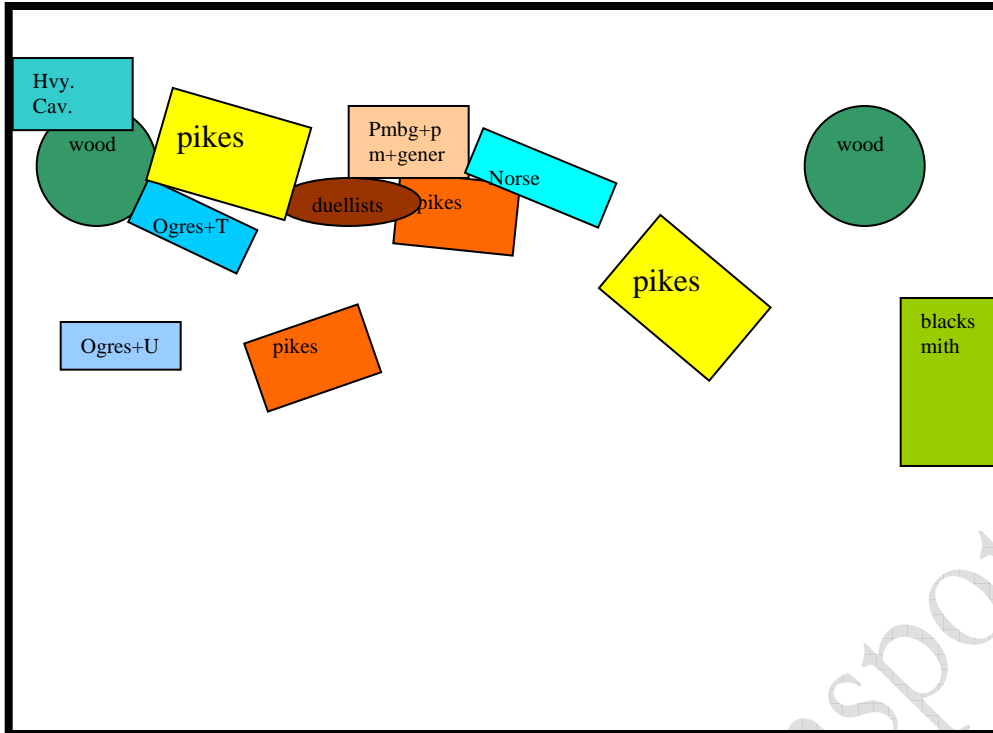 Hvy.
Cav.
wood
pikes
Pmbg+p
m+gener
wood
Norse
duellists
pikes
Ogres+T
pikes
blacks
mith
Ogres+U
pikes